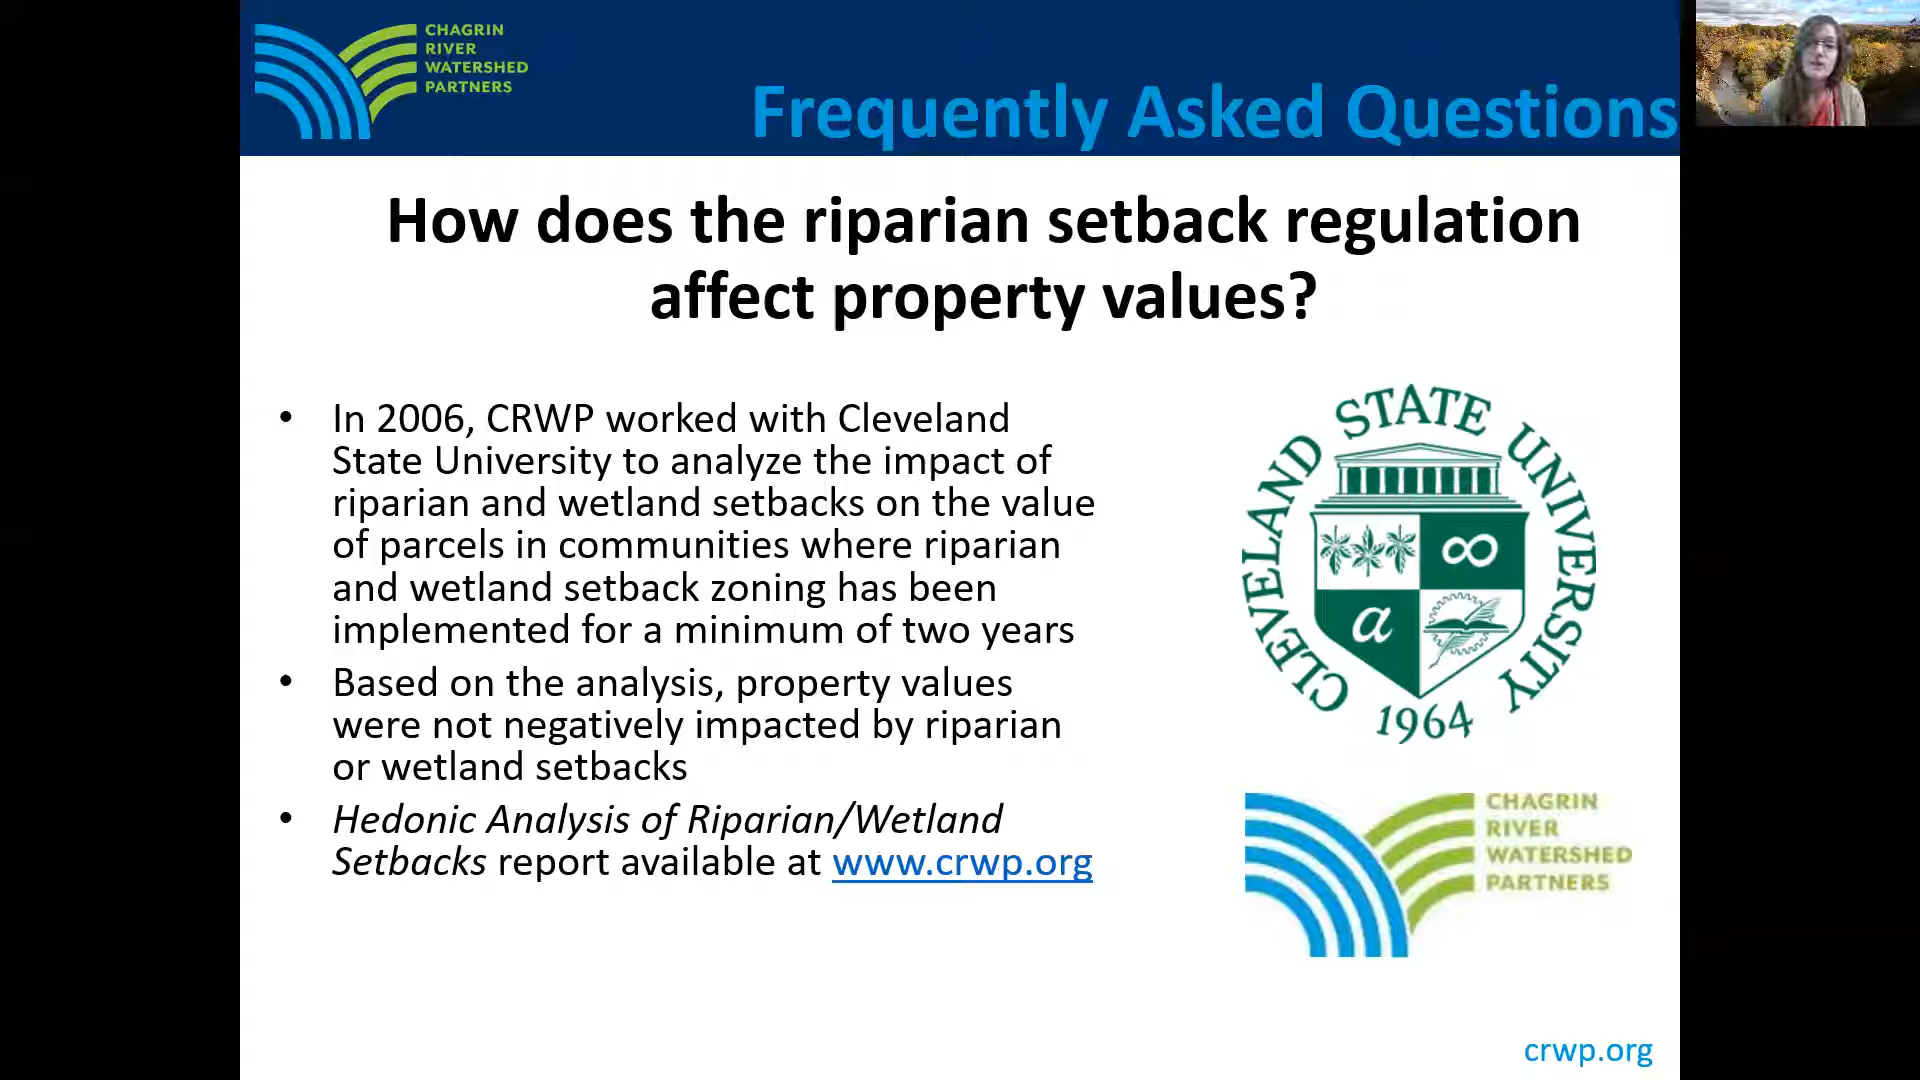 CHAGRIN
RIVER
WATERSHED
PARTNERS
Frequently Asked Questions
How does the riparian setback regulation
affect property values?
• In 2006, CRWP worked with Cleveland
State University to analyze the impact of
riparian and wetland setbacks on the value
of parcels in communities where riparian
and wetland setback zoning has been
implemented for a minimum of two years
• Based on the analysis, property values
were not negatively impacted by riparian
or wetland setbacks
• Hedonic Analysis of Riparian/Wetland
Setbacks report available at www.crwp.org
CLEVELAND STATE UNIVERSITY
∞
a
1964
CHAGRIN
RIVER
WATERSHED
PARTNERS
crwp.org